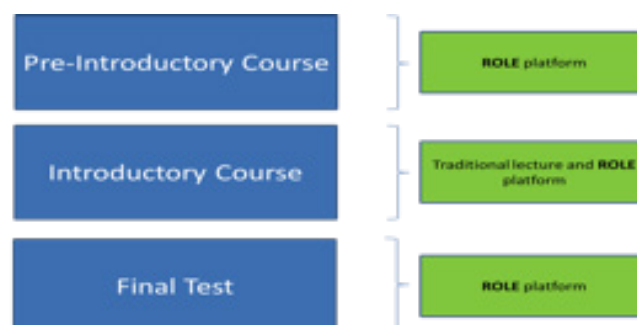 Pre-Introductory Course
ROLE platform
Introductory Course
Traditional lecture and ROLE
platform
Final Test
ROLE platform